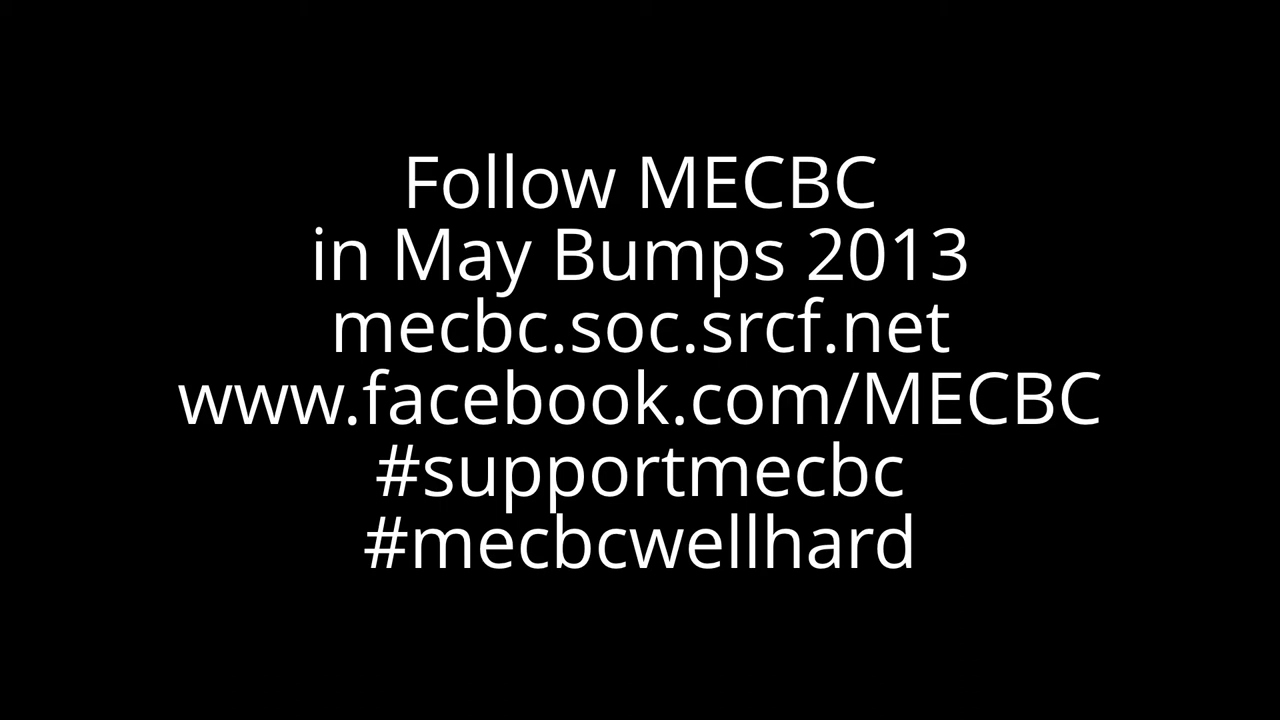 Follow MECBC
in May Bumps 2013
mecbc.soc.srcf.net
www.facebook.com/MECBC
#supportmecbc
#mecbcwellhard